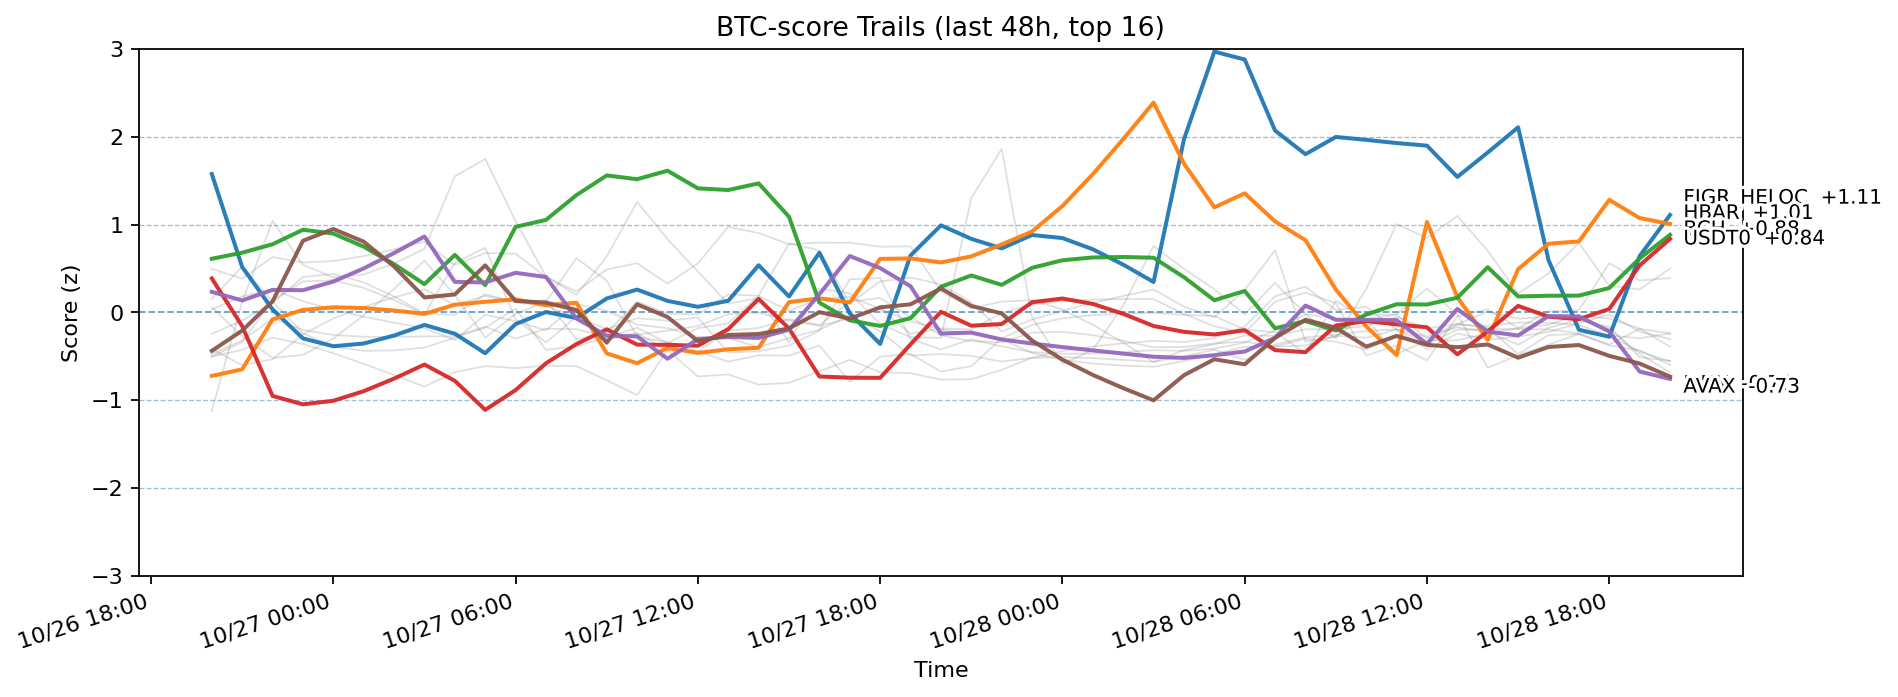 BTC-score Trails (last 48h, top 16)
Score (z)
3
2
1
0
−1
−2
−3
FIGR_HELOC +1.11
HBAR +1.01
BCH +0.88
USDT0 +0.84
AVAX -0.73
10/26 18:00
10/27 00:00
10/27 06:00
10/27 12:00
10/27 18:00
10/28 00:00
10/28 06:00
10/28 12:00
10/28 18:00
Time